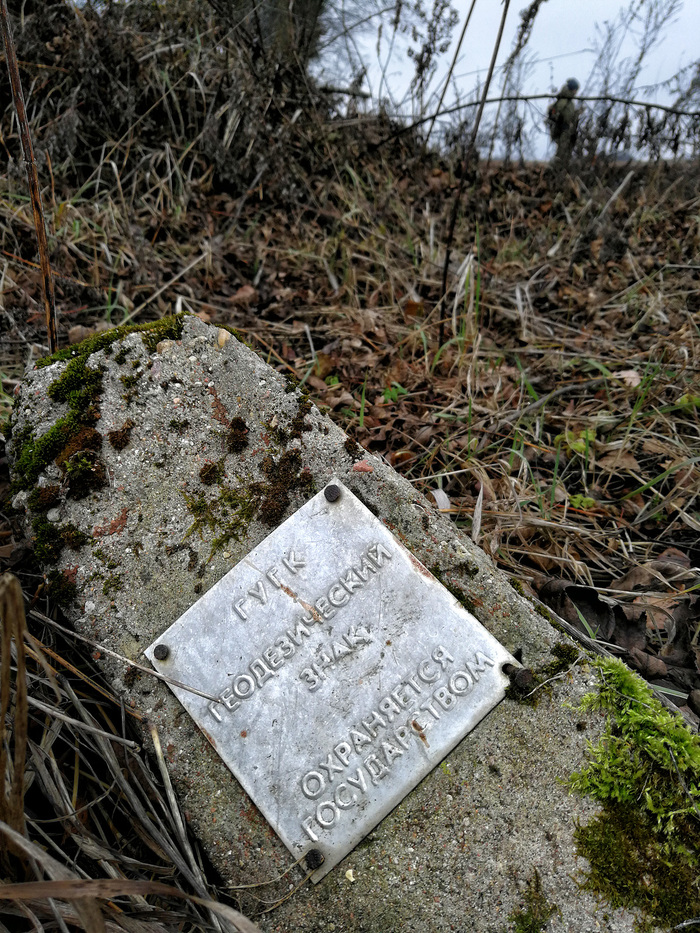 ГУГК
ГЕОДЕЗИЧЕСКИЙ
ЗНАК
ОХРАНЯЕТСЯ
ГОСУДАРСТВОМ